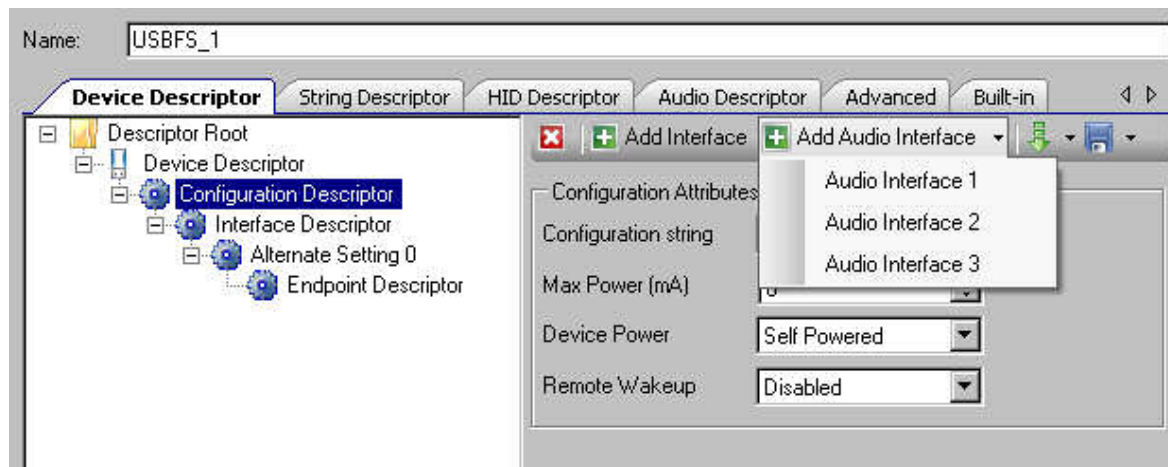 Name: USBFS_1
Device Descriptor String Descriptor HID Descriptor Audio Descriptor Advanced Built-in
Descriptor Root
Device Descriptor
Configuration Descriptor
Interface Descriptor
Alternate Setting 0
Endpoint Descriptor
Add Interface Add Audio Interface
Audio Interface 1
Audio Interface 2
Audio Interface 3
Configuration Attributes
Configuration string
Max Power (mA)
Device Power Self Powered
Remote Wakeup Disabled